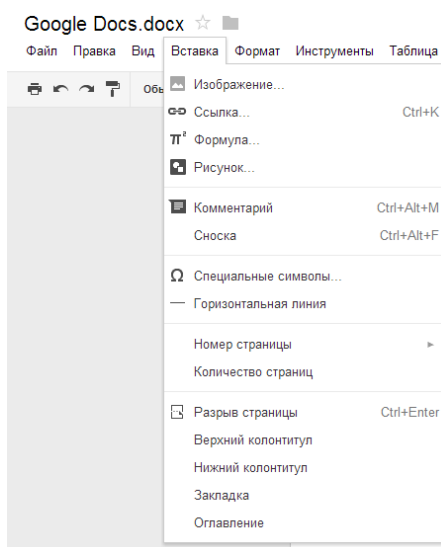 Google Docs.docx
Файл Правка Вид Вставка Формат Инструменты Таблица
Обы
Изображение...
Ссылка... Ctrl+K
Формула...
Рисунок...
Комментарий Ctrl+Alt+M
Сноска Ctrl+Alt+F
Специальные символы...
Горизонтальная линия
Номер страницы
Количество страниц
Разрыв страницы Ctrl+Enter
Верхний колонтитул
Нижний колонтитул
Закладка
Оглавление